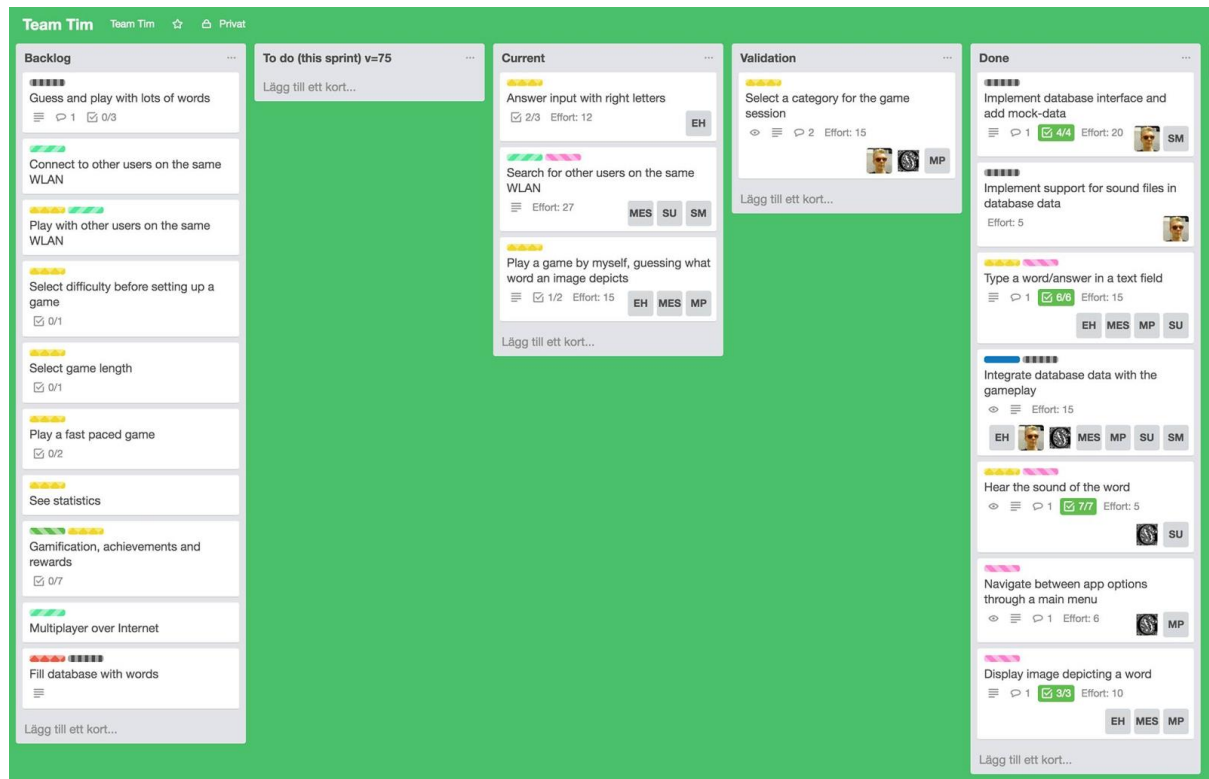 Team Tim Team Tim Privat
Backlog
Guess and play with lots of words
1 0/3
Connect to other users on the same
WLAN
Play with other users on the same
WLAN
Select difficulty before setting up a
game
0/1
Select game length
0/1
Play a fast paced game
0/2
See statistics
Gamification, achievements and
rewards
0/7
Multiplayer over Internet
Fill database with words
Lägg till ett kort...
To do (this sprint) v=75
Lägg till ett kort...
Current
Answer input with right letters
2/3 Effort: 12
EH
Search for other users on the same
WLAN
Effort: 27
MES SU SM
Play a game by myself, guessing what
word an image depicts
1/2 Effort: 15
EH MES MP
Lägg till ett kort...
Validation
Select a category for the game
session
2 Effort: 15
MP
Lägg till ett kort...
Done
Implement database interface and
add mock-data
1 4/4 Effort: 20
SM
Implement support for sound files in
database data
Effort: 5
Type a word/answer in a text field
1 6/6 Effort: 15
EH MES MP SU
Integrate database data with the
gameplay
Effort: 15
EH MES MP SU SM
Hear the sound of the word
1 7/7 Effort: 5
SU
Navigate between app options
through a main menu
1 Effort: 6
MP
Display image depicting a word
1 3/3 Effort: 10
EH MES MP
Lägg till ett kort...